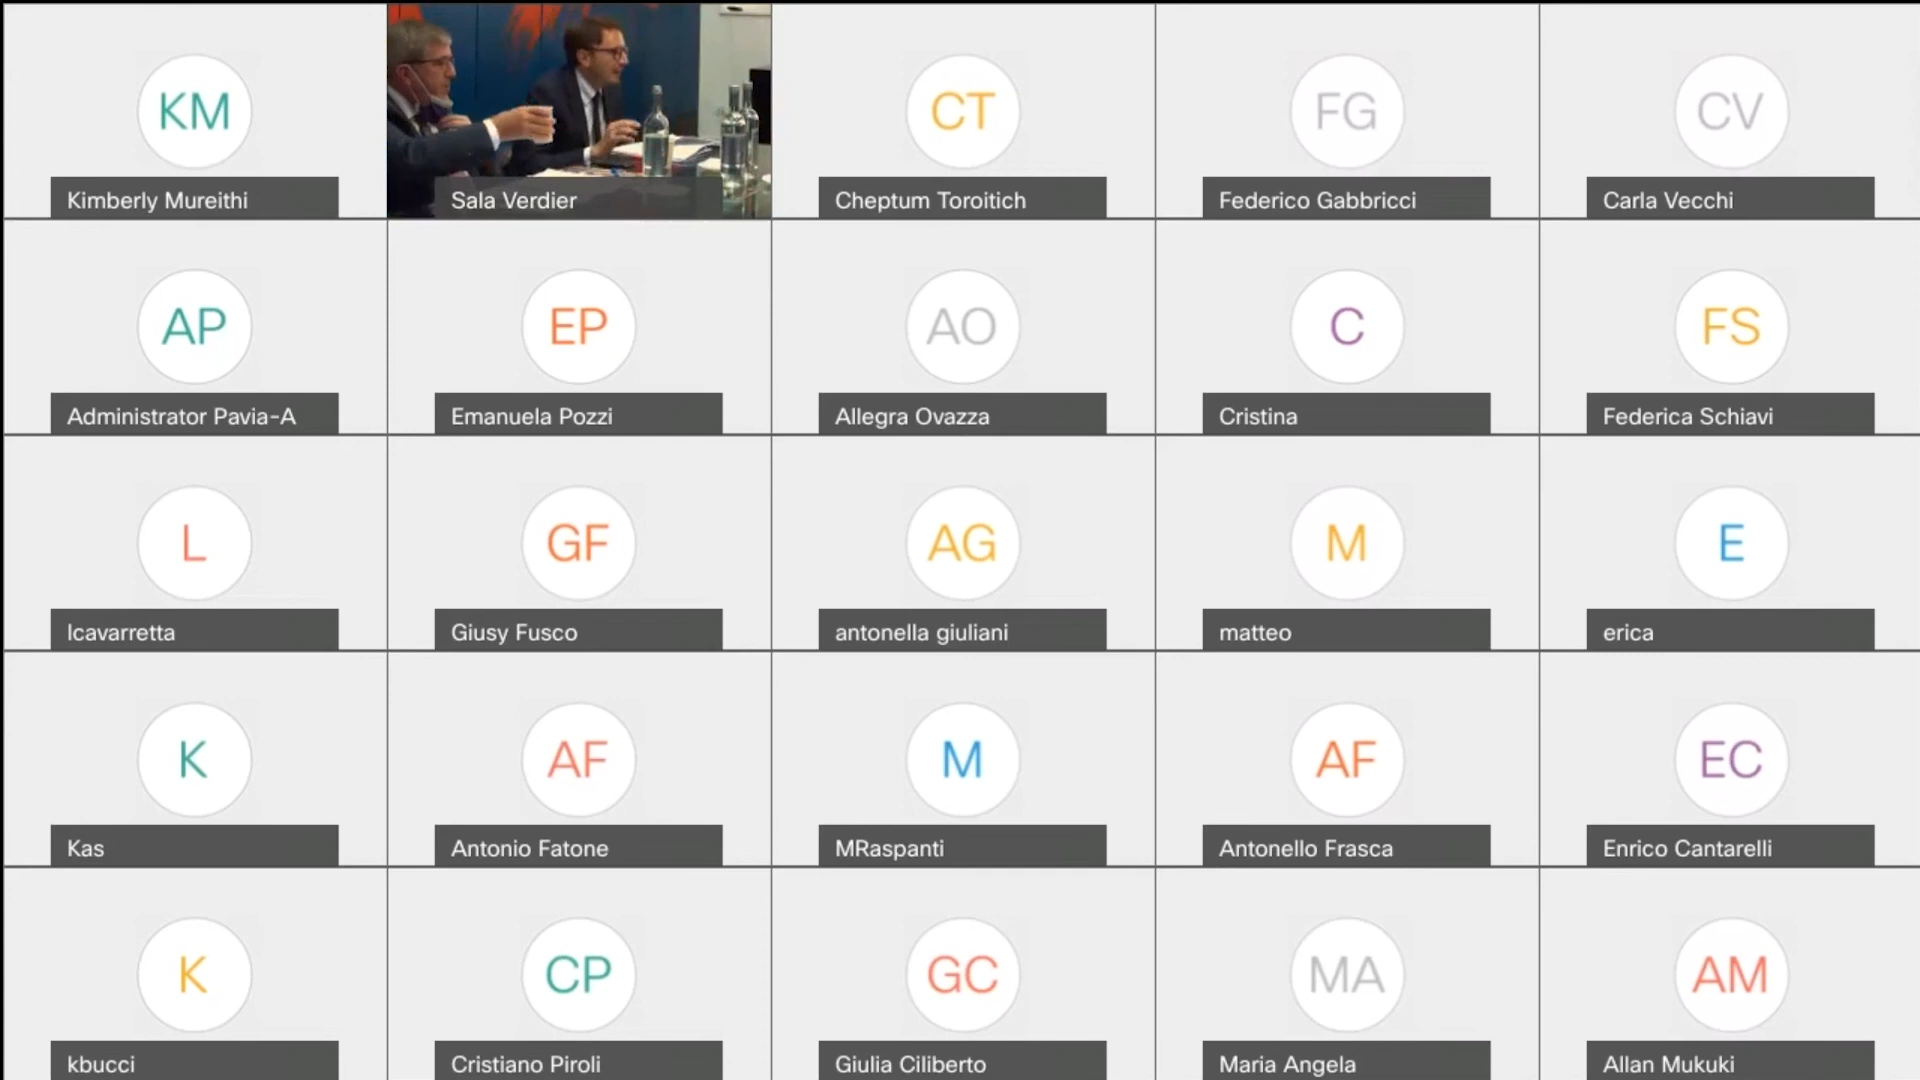 KM
Kimberly Mureithi
Sala Verdier
CT
Cheptum Toroitich
FG
Federico Gabbricci
CV
Carla Vecchi
AP
Administrator Pavia-A
EP
Emanuela Pozzi
AO
Allegra Ovazza
C
Cristina
FS
Federica Schiavi
L
lcavarretta
GF
Giusy Fusco
AG
antonella giuliani
M
matteo
E
erica
K
Kas
AF
Antonio Fatone
M
MRaspanti
AF
Antonello Frasca
EC
Enrico Cantarelli
K
kbucci
CP
Cristiano Piroli
GC
Giulia Ciliberto
MA
Maria Angela
AM
Allan Mukuki